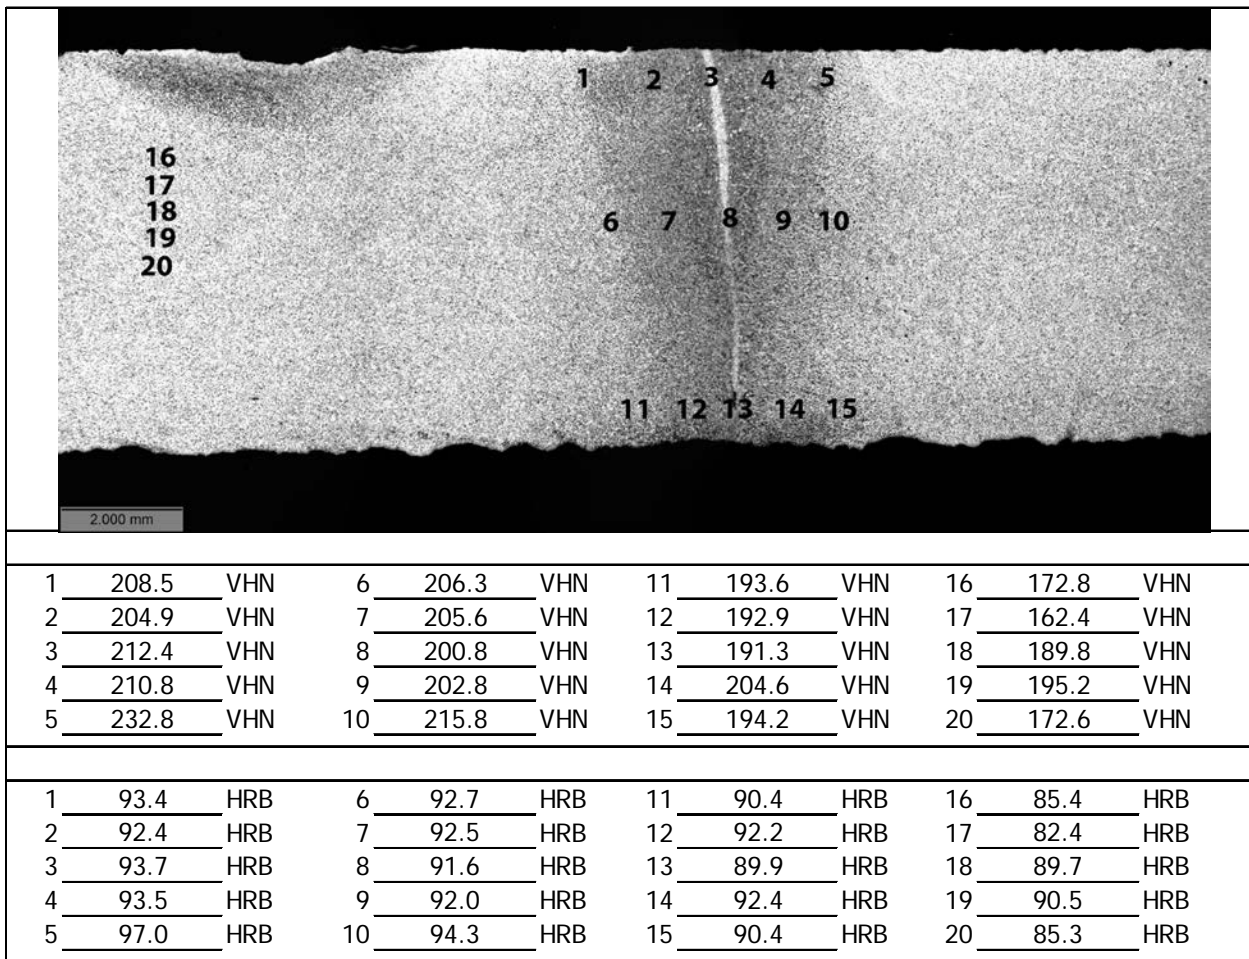 1 2 3 4 5
16
17
18
19
20
6 7 8 9 10
11 12 13 14 15
2.000 mm
1 208.5 VHN 6 206.3 VHN 11 193.6 VHN 16 172.8 VHN
2 204.9 VHN 7 205.6 VHN 12 192.9 VHN 17 162.4 VHN
3 212.4 VHN 8 200.8 VHN 13 191.3 VHN 18 189.8 VHN
4 210.8 VHN 9 202.8 VHN 14 204.6 VHN 19 195.2 VHN
5 232.8 VHN 10 215.8 VHN 15 194.2 VHN 20 172.6 VHN
1 93.4 HRB 6 92.7 HRB 11 90.4 HRB 16 85.4 HRB
2 92.4 HRB 7 92.5 HRB 12 92.2 HRB 17 82.4 HRB
3 93.7 HRB 8 91.6 HRB 13 89.9 HRB 18 89.7 HRB
4 93.5 HRB 9 92.0 HRB 14 92.4 HRB 19 90.5 HRB
5 97.0 HRB 10 94.3 HRB 15 90.4 HRB 20 85.3 HRB